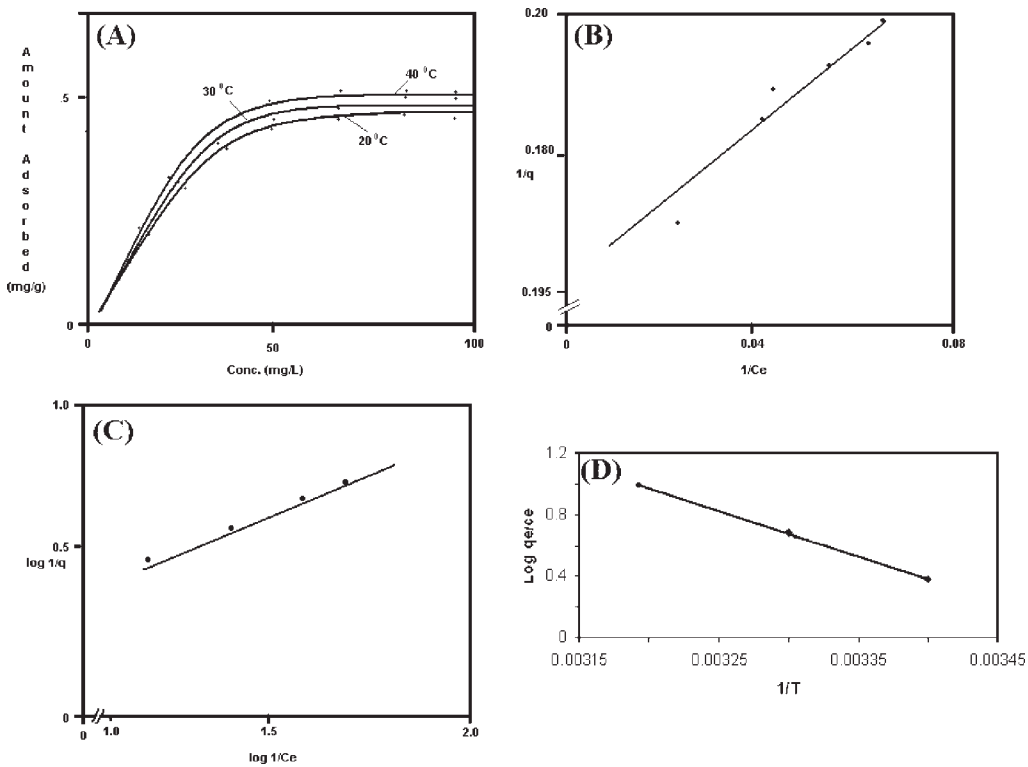 (A)
Amount Adsorbed
(mg/g)
.5
0
40 ⁰C
30 ⁰C
20 ⁰C
0
50
100
Conc. (mg/L)
(B)
0.20
0.180
1/q
0.195
0
0
0.04
0.08
1/Ce
(C)
1.0
0.5
log 1/q
0
0
1.0
1.5
2.0
log 1/Ce
(D)
1.2
0.8
0.4
0
Log qe/ce
0.00315
0.00325
0.00335
0.00345
1/T